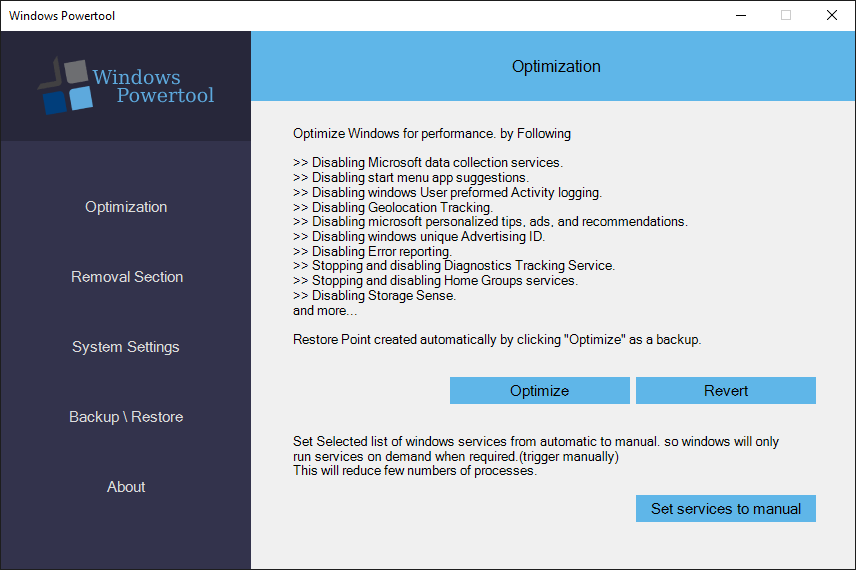 Windows Powertool
Windows
Powertool
Optimization
Removal Section
System Settings
Backup \ Restore
About
Optimization
Optimize Windows for performance. by Following
>> Disabling Microsoft data collection services.
>> Disabling start menu app suggestions.
>> Disabling windows User preformed Activity logging.
>> Disabling Geolocation Tracking.
>> Disabling microsoft personalized tips, ads, and recommendations.
>> Disabling windows unique Advertising ID.
>> Disabling Error reporting.
>> Stopping and disabling Diagnostics Tracking Service.
>> Stopping and disabling Home Groups services.
>> Disabling Storage Sense.
and more...
Restore Point created automatically by clicking "Optimize" as a backup.
Optimize
Revert
Set Selected list of windows services from automatic to manual. so windows will only
run services on demand when required.(trigger manually)
This will reduce few numbers of processes.
Set services to manual